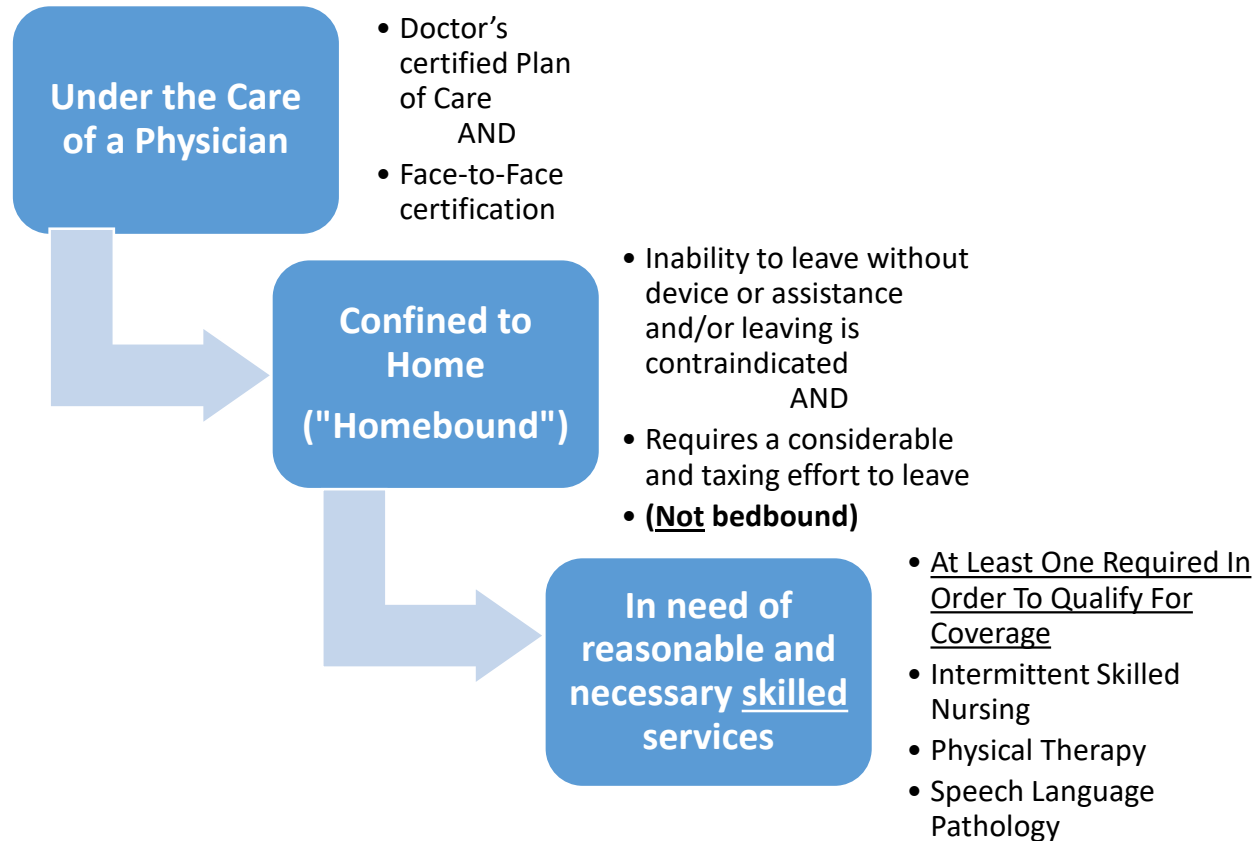 Under the Care
of a Physician
• Doctor’s
certified Plan
of Care
AND
• Face-to-Face
certification
Confined to
Home
("Homebound")
• Inability to leave without
device or assistance
and/or leaving is
contraindicated
AND
• Requires a considerable
and taxing effort to leave
• (Not bedbound)
In need of
reasonable and
necessary skilled
services
• At Least One Required In
Order To Qualify For
Coverage
• Intermittent Skilled
Nursing
• Physical Therapy
• Speech Language
Pathology